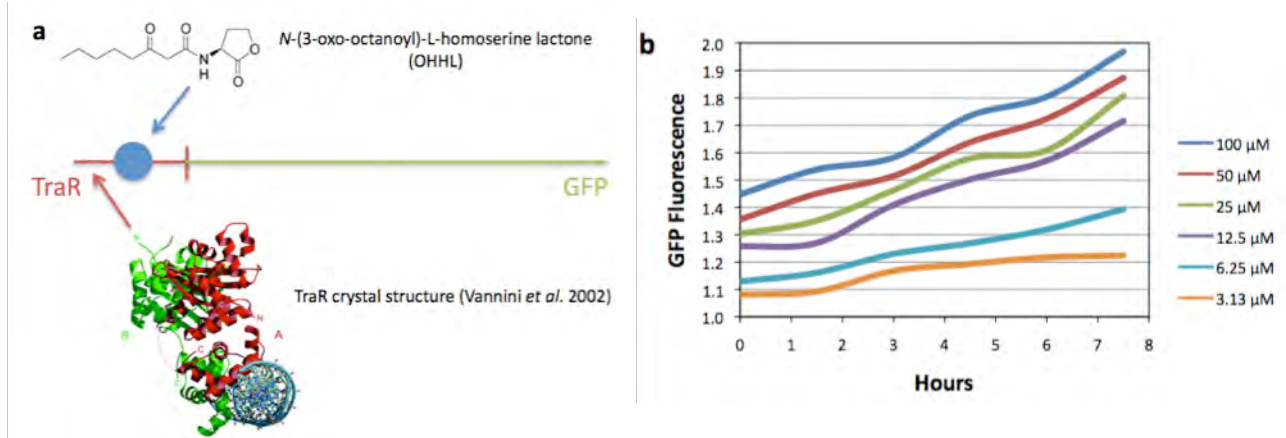 a
O O
N
H
O
O
N-(3-oxo-octanoyl)-L-homoserine lactone
(OHHL)
TraR
GFP
TraR crystal structure (Vannini et al. 2002)
B
A
N
C
b
GFP Fluorescence
2.0
1.9
1.8
1.7
1.6
1.5
1.4
1.3
1.2
1.1
1.0
0 1 2 3 4 5 6 7 8
Hours
100 µM
50 µM
25 µM
12.5 µM
6.25 µM
3.13 µM